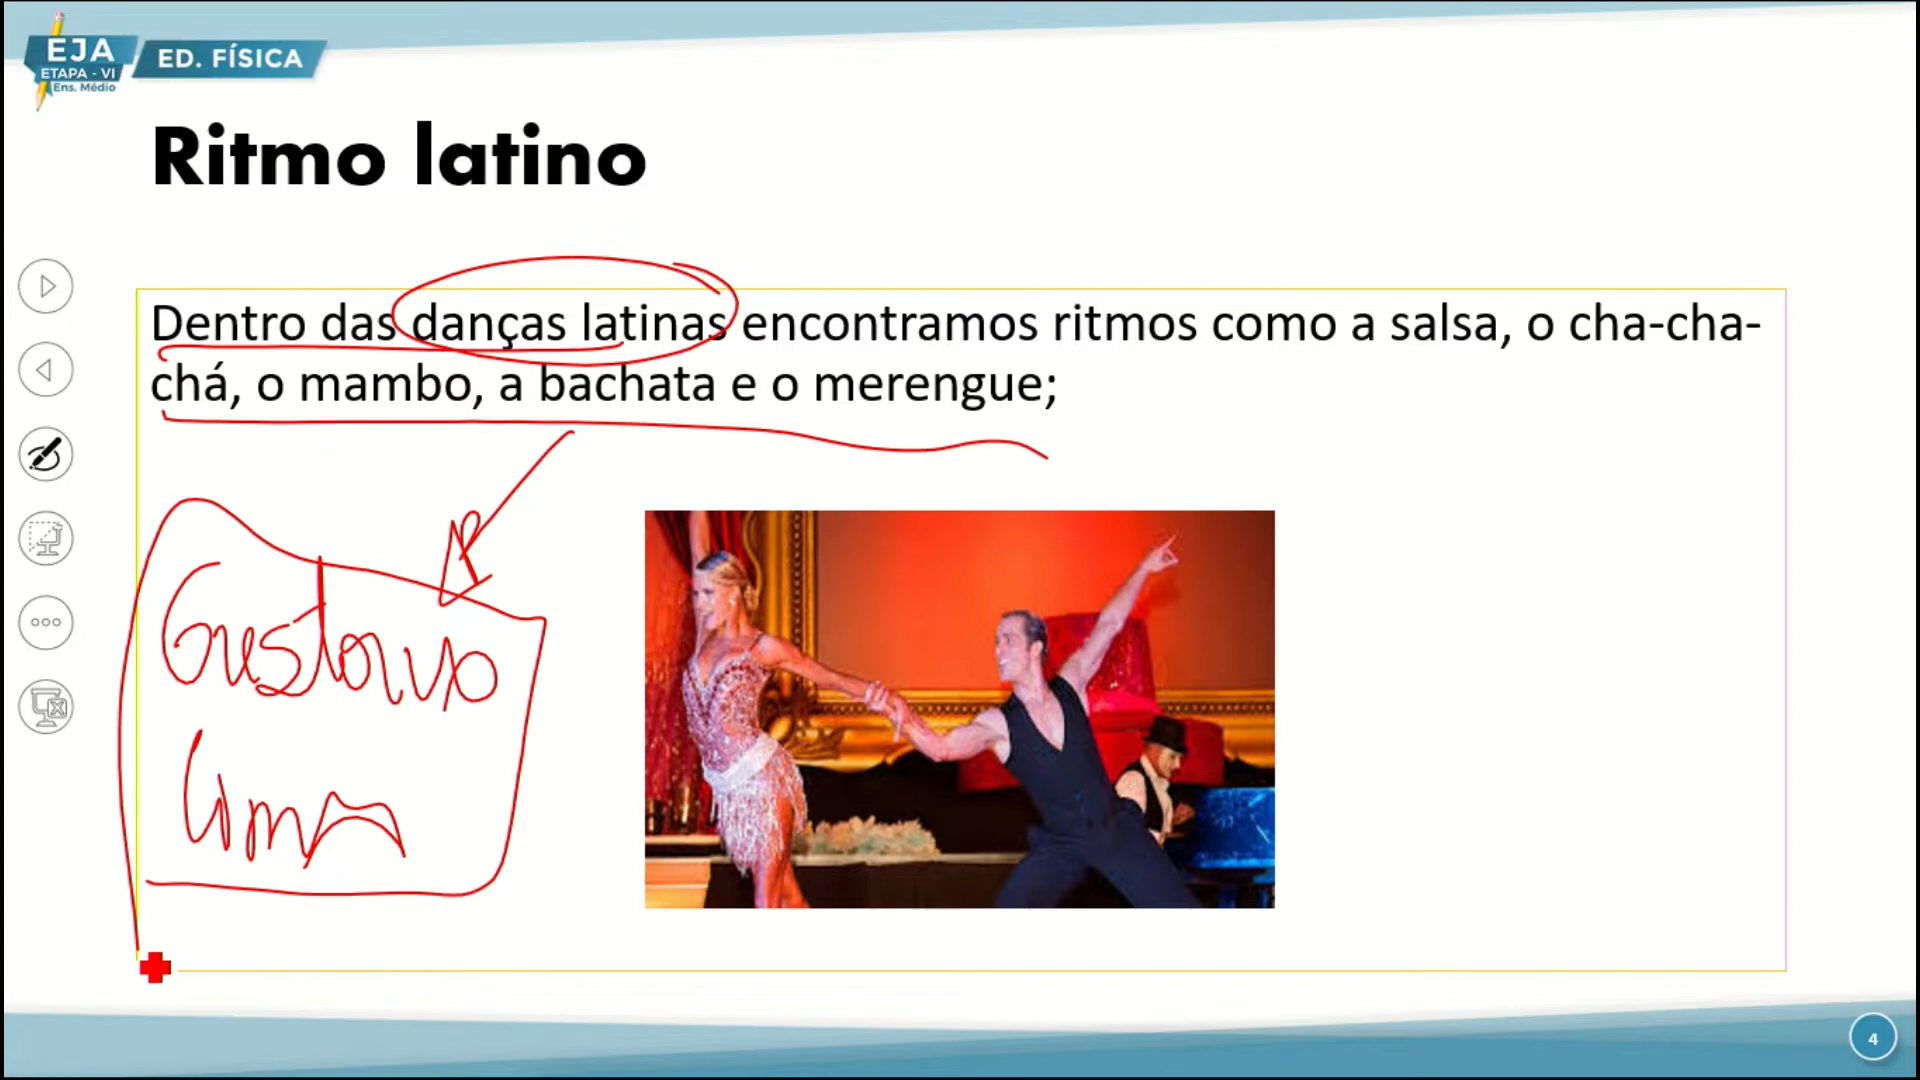 EJA
ETAPA - VI
Ens. Médio
ED. FÍSICA
Ritmo latino
Dentro das danças latinas encontramos ritmos como a salsa, o cha-cha-
chá, o mambo, a bachata e o merengue;
Gustavo
Lima
4